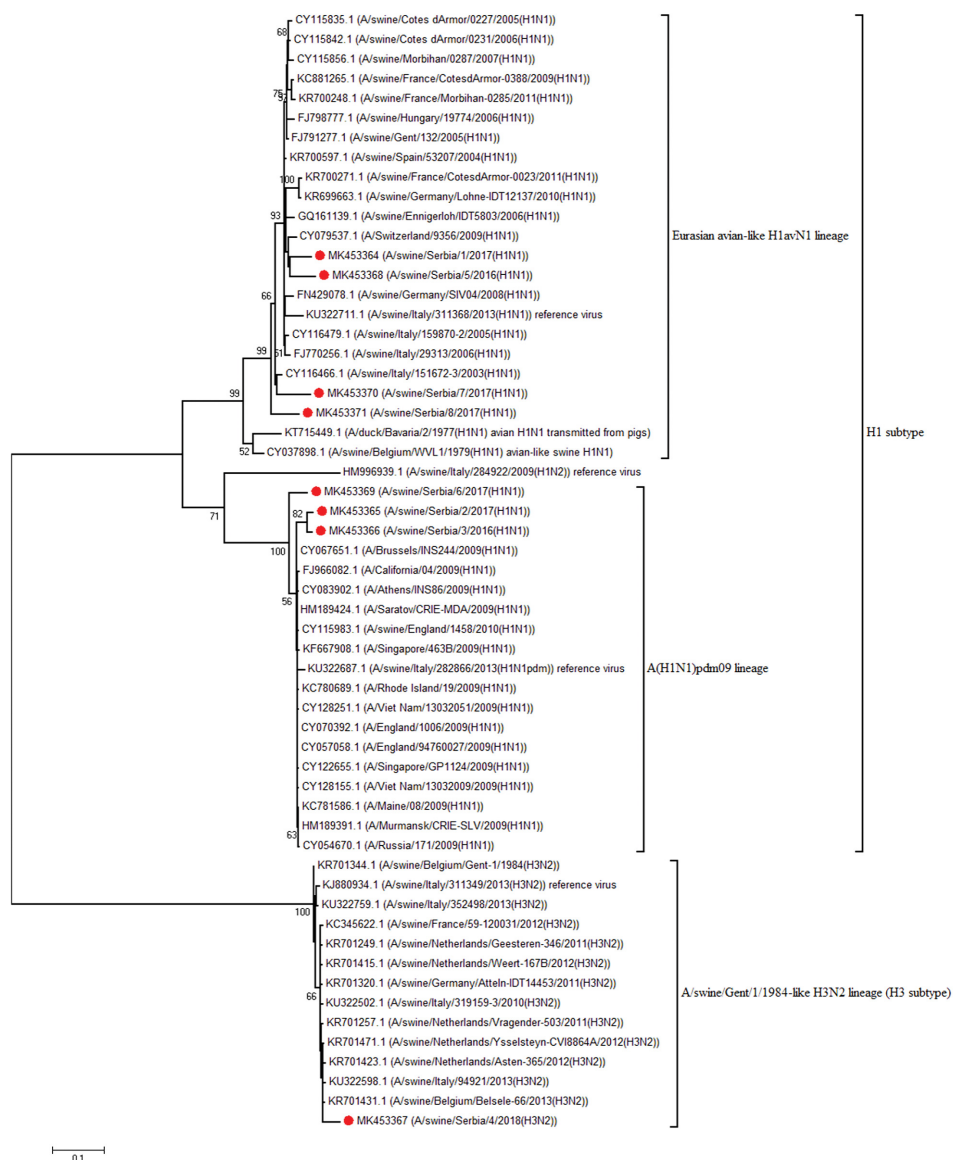 CY115835.1 (A/swine/Cotes dArmor/0227/2005(H1N1))
68
CY115842.1 (A/swine/Cotes dArmor/0231/2006(H1N1))
CY115856.1 (A/swine/Morbihan/0287/2007(H1N1))
KC881265.1 (A/swine/France/CotesdArmor-0388/2009(H1N1))
75
KR700248.1 (A/swine/France/Morbihan-0285/2011(H1N1))
FJ798777.1 (A/swine/Hungary/19774/2006(H1N1))
FJ791277.1 (A/swine/Gent/132/2005(H1N1))
KR700597.1 (A/swine/Spain/53207/2004(H1N1))
100
KR700271.1 (A/swine/France/CotesdArmor-0023/2011(H1N1))
KR699663.1 (A/swine/Germany/Lohne-IDT12137/2010(H1N1))
93
GQ161139.1 (A/swine/Ennigerloh/IDT5803/2006(H1N1))
CY079537.1 (A/Switzerland/9356/2009(H1N1))
Eurasian avian-like H1avN1 lineage
MK453364 (A/swine/Serbia/1/2017(H1N1))
MK453368 (A/swine/Serbia/5/2016(H1N1))
66
FN429078.1 (A/swine/Germany/SIV04/2008(H1N1))
KU322711.1 (A/swine/Italy/311368/2013(H1N1)) reference virus
CY116479.1 (A/swine/Italy/159870-2/2005(H1N1))
99
51
FJ770256.1 (A/swine/Italy/29313/2006(H1N1))
CY116466.1 (A/swine/Italy/151672-3/2003(H1N1))
99
MK453370 (A/swine/Serbia/7/2017(H1N1))
MK453371 (A/swine/Serbia/8/2017(H1N1))
KT715449.1 (A/duck/Bavaria/2/1977(H1N1) avian H1N1 transmitted from pigs)
H1 subtype
52
CY037898.1 (A/swine/Belgium/WVL1/1979(H1N1) avian-like swine H1N1)
HM996939.1 (A/swine/Italy/284922/2009(H1N2)) reference virus
MK453369 (A/swine/Serbia/6/2017(H1N1))
71
82
MK453365 (A/swine/Serbia/2/2017(H1N1))
MK453366 (A/swine/Serbia/3/2016(H1N1))
100
CY067651.1 (A/Brussels/INS244/2009(H1N1))
FJ966082.1 (A/California/04/2009(H1N1))
CY083902.1 (A/Athens/INS86/2009(H1N1))
56
HM189424.1 (A/Saratov/CRIE-MDA/2009(H1N1))
CY115983.1 (A/swine/England/1458/2010(H1N1))
KF667908.1 (A/Singapore/463B/2009(H1N1))
KU322687.1 (A/swine/Italy/282866/2013(H1N1pdm)) reference virus
A(H1N1)pdm09 lineage
KC780689.1 (A/Rhode Island/19/2009(H1N1))
CY128251.1 (A/Viet Nam/13032051/2009(H1N1))
CY070392.1 (A/England/1006/2009(H1N1))
CY057058.1 (A/England/94760027/2009(H1N1))
CY122655.1 (A/Singapore/GP1124/2009(H1N1))
CY128155.1 (A/Viet Nam/13032009/2009(H1N1))
KC781586.1 (A/Maine/08/2009(H1N1))
HM189391.1 (A/Murmansk/CRIE-SLV/2009(H1N1))
63
CY054670.1 (A/Russia/171/2009(H1N1))
KR701344.1 (A/swine/Belgium/Gent-1/1984(H3N2))
KJ880934.1 (A/swine/Italy/311349/2013(H3N2)) reference virus
KU322759.1 (A/swine/Italy/352498/2013(H3N2))
100
KC345622.1 (A/swine/France/59-120031/2012(H3N2))
KR701249.1 (A/swine/Netherlands/Geesteren-346/2011(H3N2))
KR701415.1 (A/swine/Netherlands/Weert-167B/2012(H3N2))
KR701320.1 (A/swine/Germany/Atteln-IDT14453/2011(H3N2))
A/swine/Gent/1/1984-like H3N2 lineage (H3 subtype)
66
KU322502.1 (A/swine/Italy/319159-3/2010(H3N2))
KR701257.1 (A/swine/Netherlands/Vragender-503/2011(H3N2))
KR701471.1 (A/swine/Netherlands/Ysselsteyn-CVI8864A/2012(H3N2))
KR701423.1 (A/swine/Netherlands/Asten-365/2012(H3N2))
KU322598.1 (A/swine/Italy/94921/2013(H3N2))
KR701431.1 (A/swine/Belgium/Belsele-66/2013(H3N2))
MK453367 (A/swine/Serbia/4/2018(H3N2))
0.1